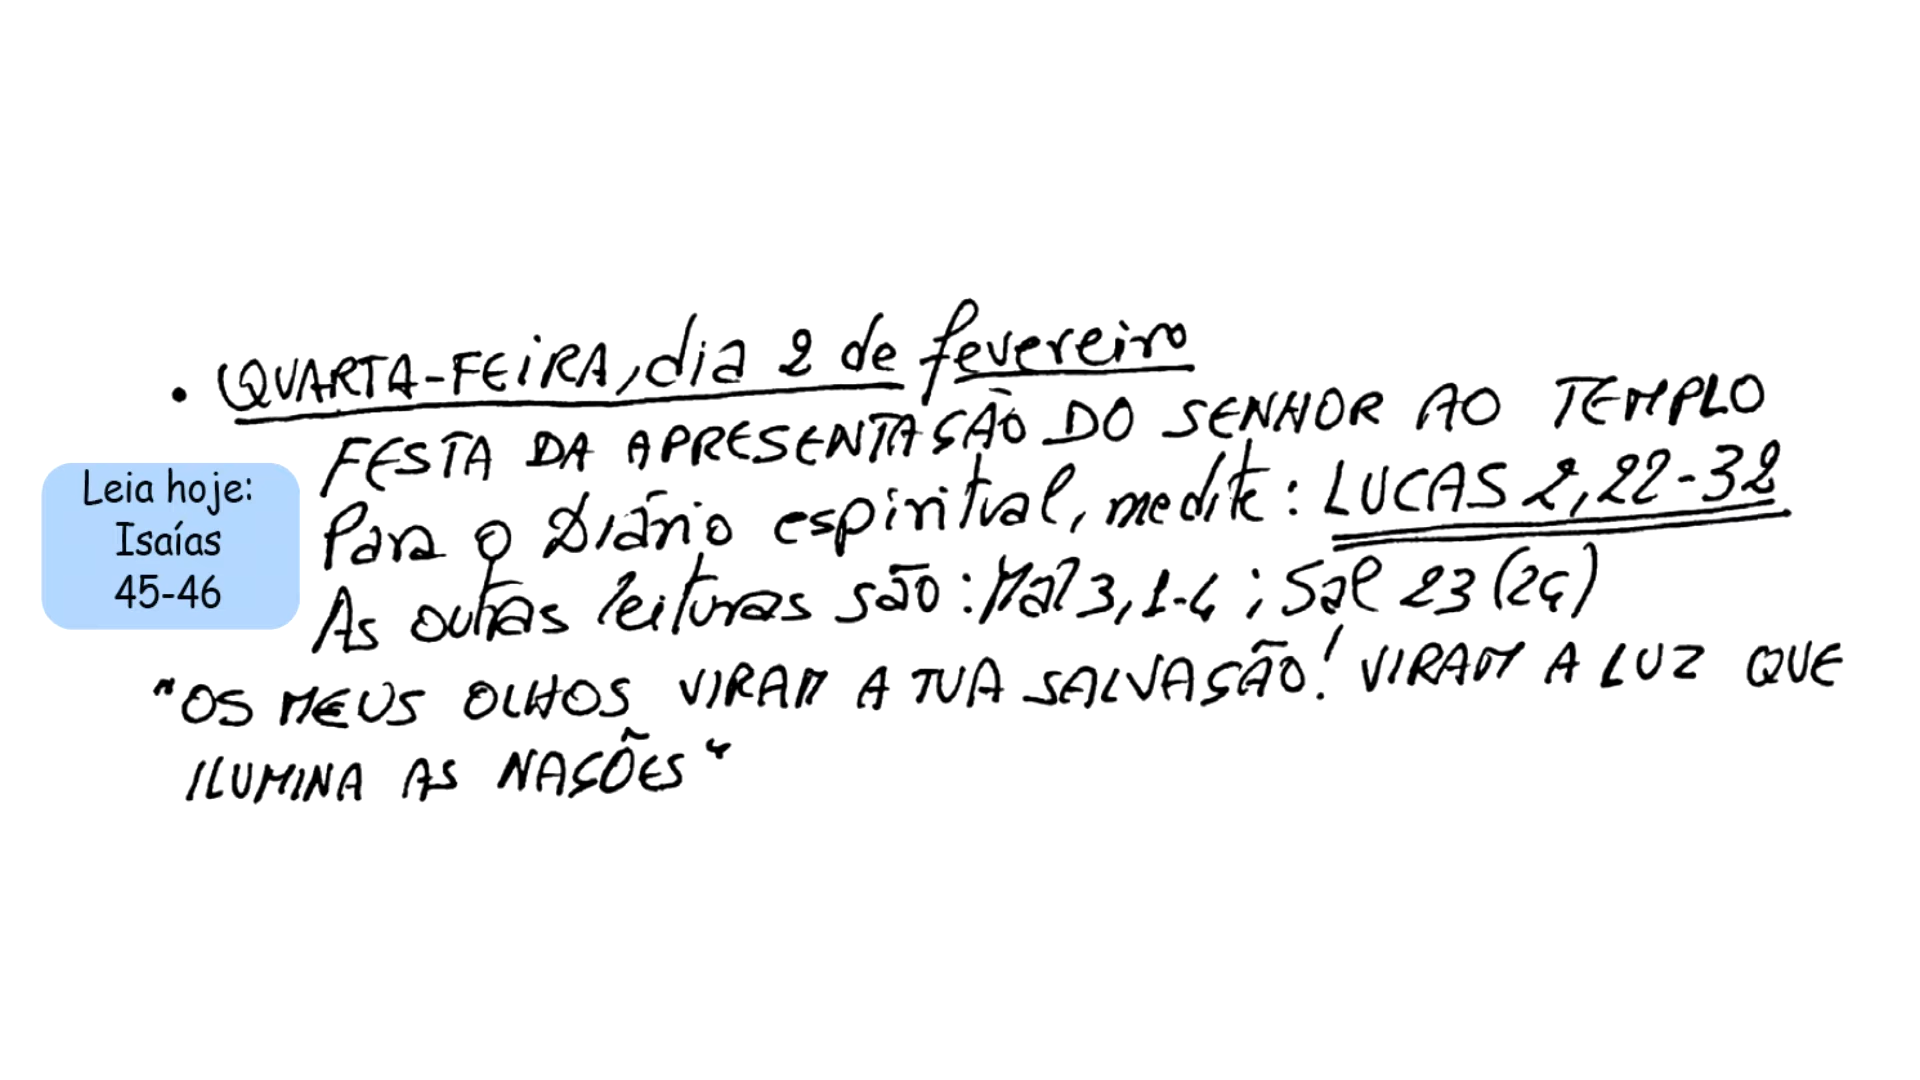 • QUARTA-FEIRA, dia 2 de fevereiro
FESTA DA APRESENTAÇÃO DO SENHOR AO TEMPLO
Para o Diário espiritual, medite: LUCAS 2,22-32
As outras leituras são: Mal 3,1-4; Sal 23 (24)
"OS MEUS OLHOS VIRAM A TUA SALVAÇÃO! VIRAM A LUZ QUE
ILUMINA AS NAÇÕES"
Leia hoje:
Isaías
45-46